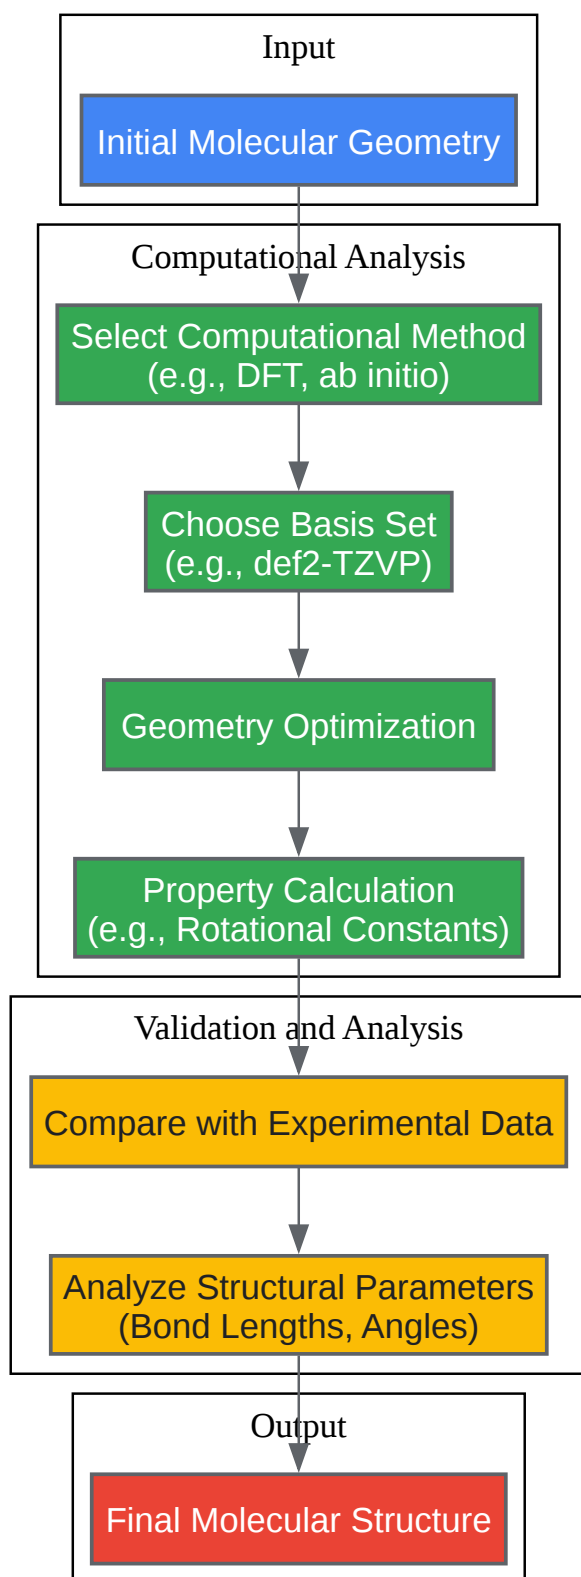 Input
Initial Molecular Geometry
Computational Analysis
Select Computational Method
(e.g., DFT, ab initio)
Choose Basis Set
(e.g., def2-TZVP)
Geometry Optimization
Property Calculation
(e.g., Rotational Constants)
Validation and Analysis
Compare with Experimental Data
Analyze Structural Parameters
(Bond Lengths, Angles)
Output
Final Molecular Structure